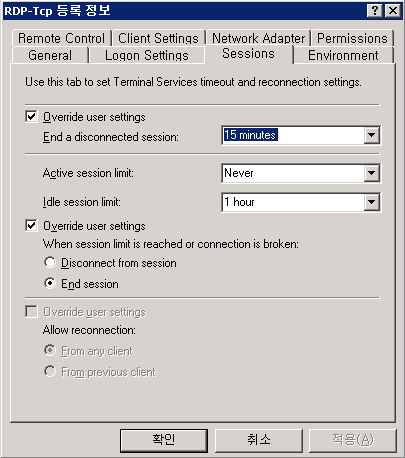 RDP-Tcp 등록 정보
Remote Control Client Settings Network Adapter Permissions
General Logon Settings Sessions Environment
Use this tab to set Terminal Services timeout and reconnection settings.
Override user settings
End a disconnected session: 15 minutes
Active session limit: Never
Idle session limit: 1 hour
Override user settings
When session limit is reached or connection is broken:
Disconnect from session
End session
Override user settings
Allow reconnection:
From any client
From previous client
확인 취소 적용(A)